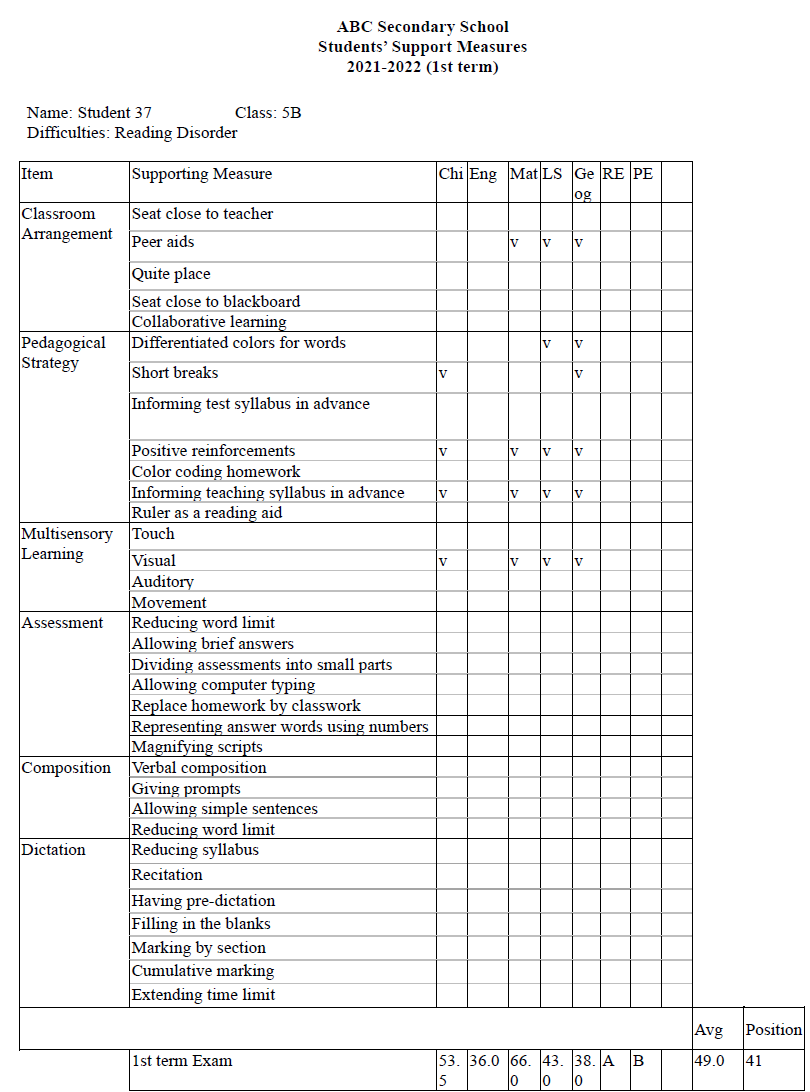 ABC Secondary School
Students' Support Measures
2021-2022 (1st term)
Name: Student 37 Class: 5B
Difficulties: Reading Disorder
Item Supporting Measure Chi Eng Mat LS Ge RE PE
og
Classroom Seat close to teacher
Arrangement Peer aids v v v
Quite place
Seat close to blackboard
Collaborative learning
Pedagogical Differentiated colors for words v v
Strategy Short breaks v v
Informing test syllabus in advance
Positive reinforcements v v v v
Color coding homework
Informing teaching syllabus in advance v v v v
Ruler as a reading aid
Multisensory Touch
Learning Visual v v v v
Auditory
Movement
Assessment Reducing word limit
Allowing brief answers
Dividing assessments into small parts
Allowing computer typing
Replace homework by classwork
Representing answer words using numbers
Magnifying scripts
Composition Verbal composition
Giving prompts
Allowing simple sentences
Reducing word limit
Dictation Reducing syllabus
Recitation
Having pre-dictation
Filling in the blanks
Marking by section
Cumulative marking
Extending time limit
Avg Position
1st term Exam 53. 36.0 66. 43. 38. A B 49.0 41
5 0 0 0